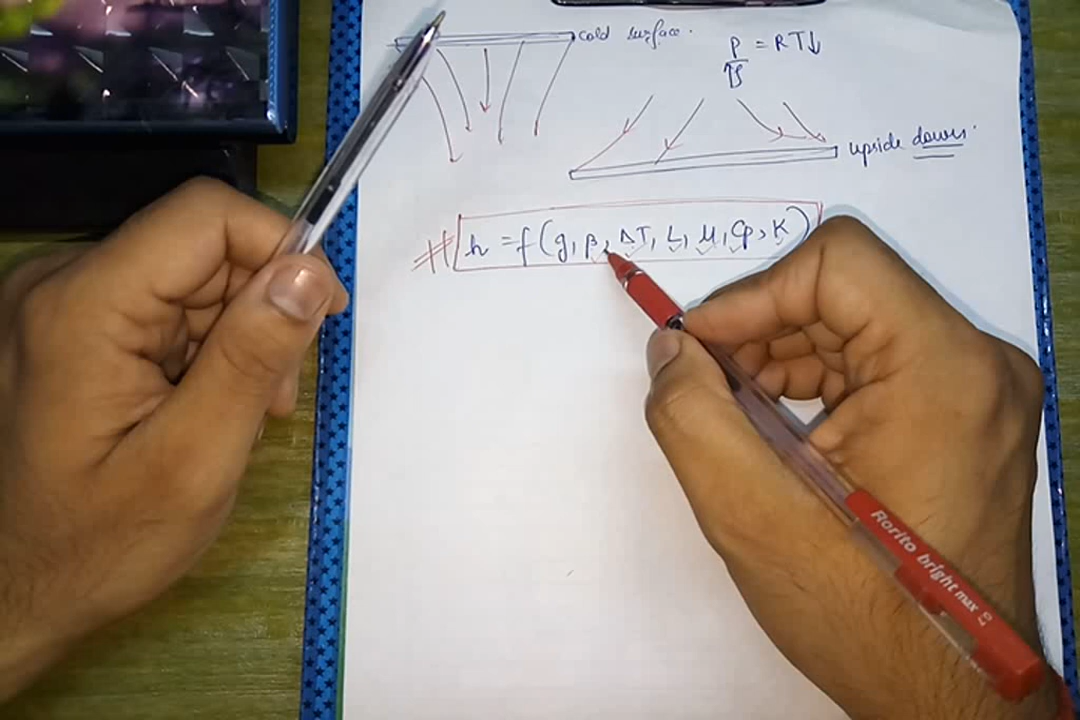 cold surface.
P/ρ = RT↓
upside down.
h = f(g, β, ΔT, L, μ, Cp, K)
Rorito bright max